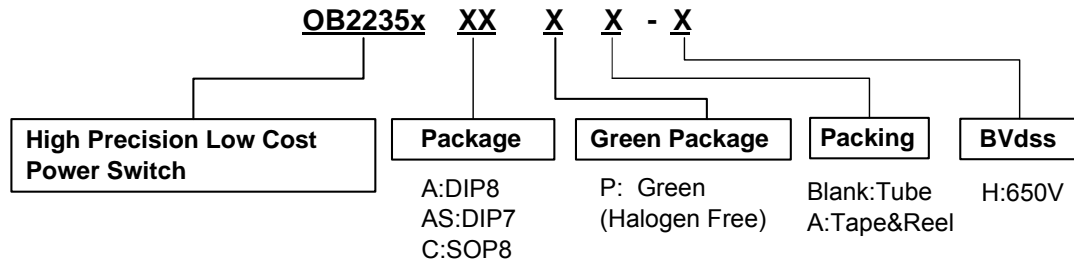 OB2235x XX X X - X
High Precision Low Cost
Power Switch
Package
Green Package
Packing
BVdss
A:DIP8
AS:DIP7
C:SOP8
P: Green
(Halogen Free)
Blank:Tube
A:Tape&Reel
H:650V